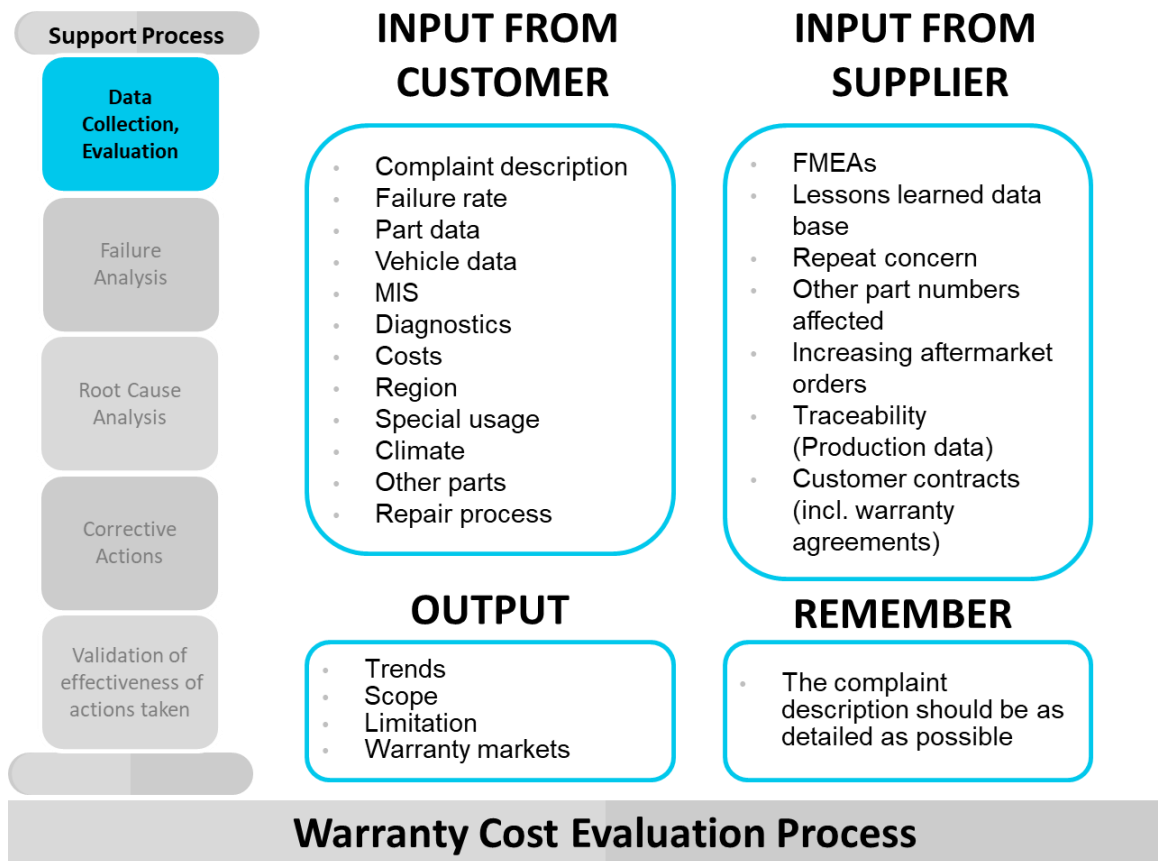 Support Process
Data
Collection,
Evaluation
Failure
Analysis
Root Cause
Analysis
Corrective
Actions
Validation of
effectiveness of
actions taken
INPUT FROM
CUSTOMER
• Complaint description
• Failure rate
• Part data
• Vehicle data
• MIS
• Diagnostics
• Costs
• Region
• Special usage
• Climate
• Other parts
• Repair process
INPUT FROM
SUPPLIER
• FMEAs
• Lessons learned data
base
• Repeat concern
• Other part numbers
affected
• Increasing aftermarket
orders
• Traceability
(Production data)
• Customer contracts
(incl. warranty
agreements)
OUTPUT
• Trends
• Scope
• Limitation
• Warranty markets
REMEMBER
• The complaint
description should be as
detailed as possible
Warranty Cost Evaluation Process